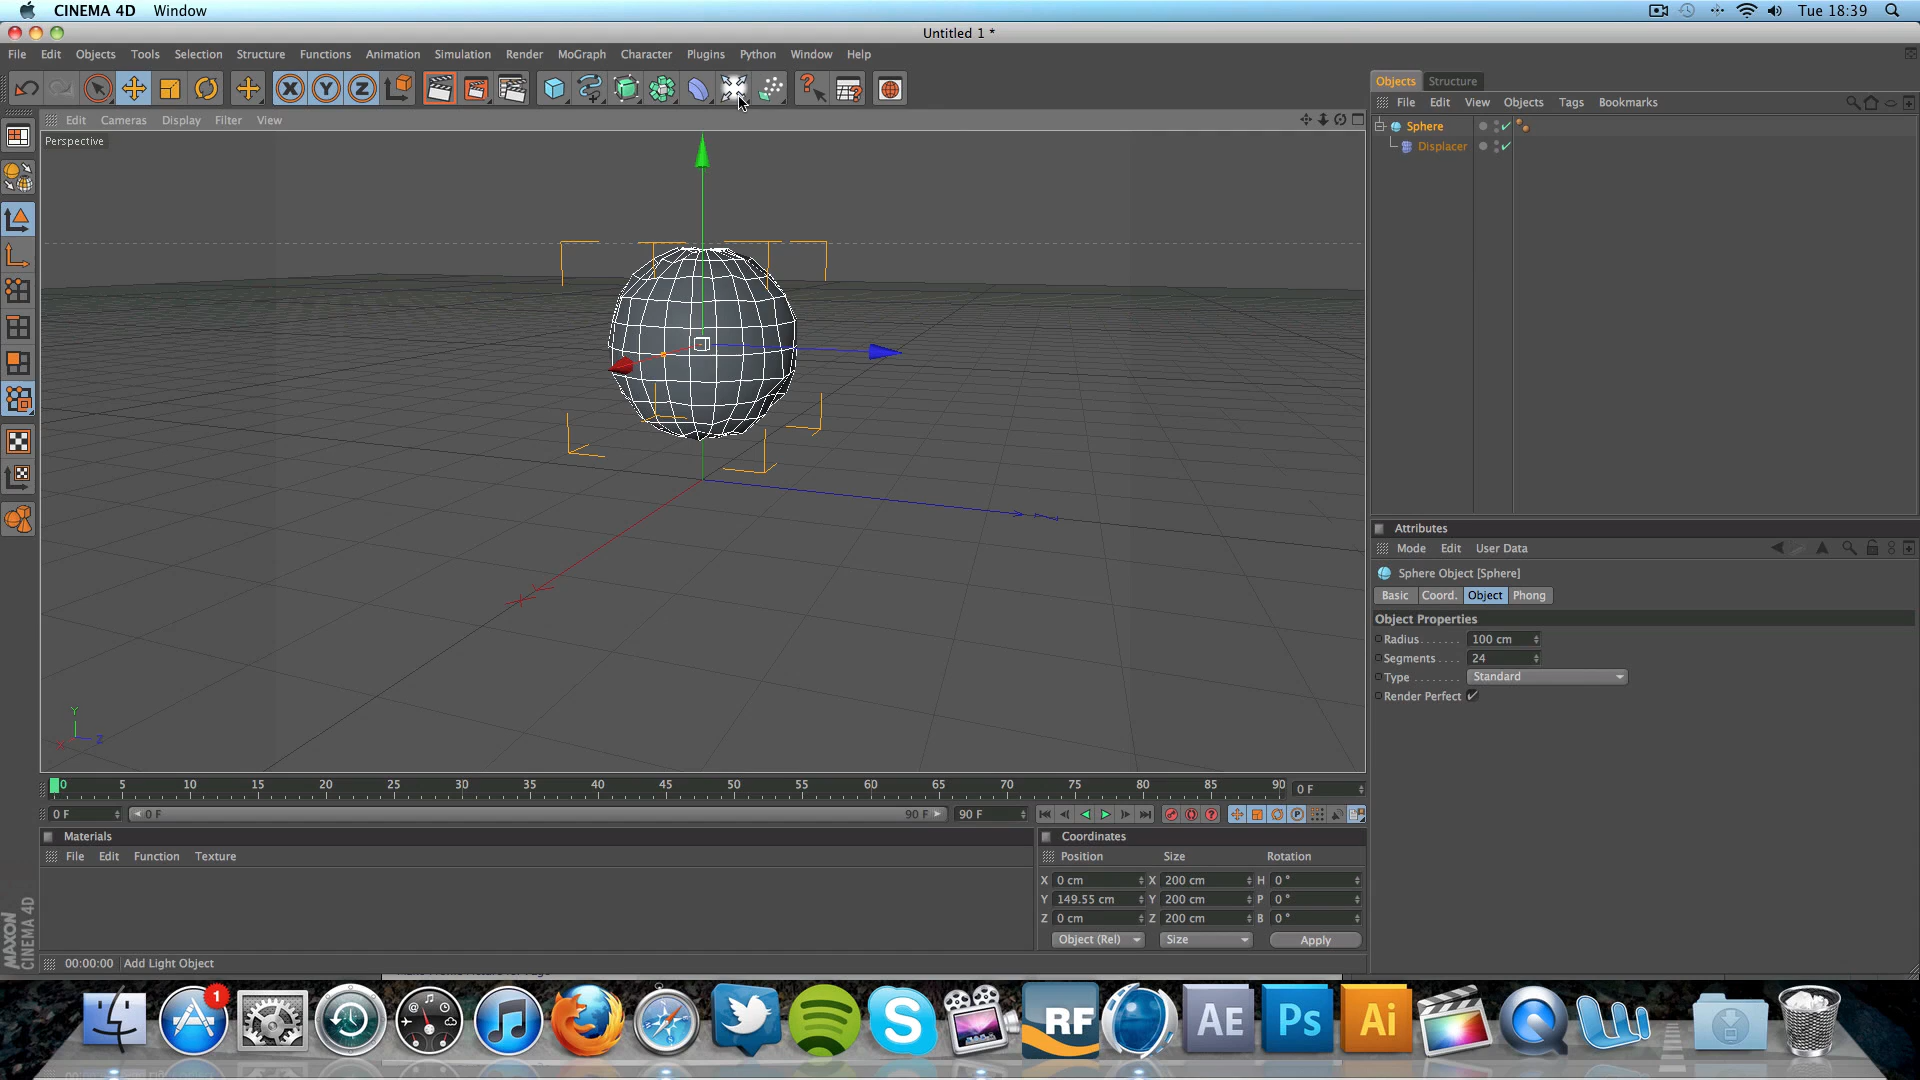 CINEMA 4D Window
Tue 18:39
Untitled 1 *
File Edit Objects Tools Selection Structure Functions Animation Simulation Render MoGraph Character Plugins Python Window Help
X Y Z
Objects Structure
File Edit View Objects Tags Bookmarks
Edit Cameras Display Filter View
Perspective
Sphere
Displacer
Attributes
Mode Edit User Data
Sphere Object [Sphere]
Basic Coord. Object Phong
Object Properties
Radius 100 cm
Segments 24
Type Standard
Render Perfect
Y
X Z
0 5 10 15 20 25 30 35 40 45 50 55 60 65 70 75 80 85 90 0 F
0 F 0 F 90 F 90 F
Materials
File Edit Function Texture
Coordinates
Position Size Rotation
X 0 cm X 200 cm H 0 °
Y 149.55 cm Y 200 cm P 0 °
Z 0 cm Z 200 cm B 0 °
Object (Rel) Size Apply
MAXON
CINEMA 4D
00:00:00 Add Light Object
1
S RF AE Ps Ai